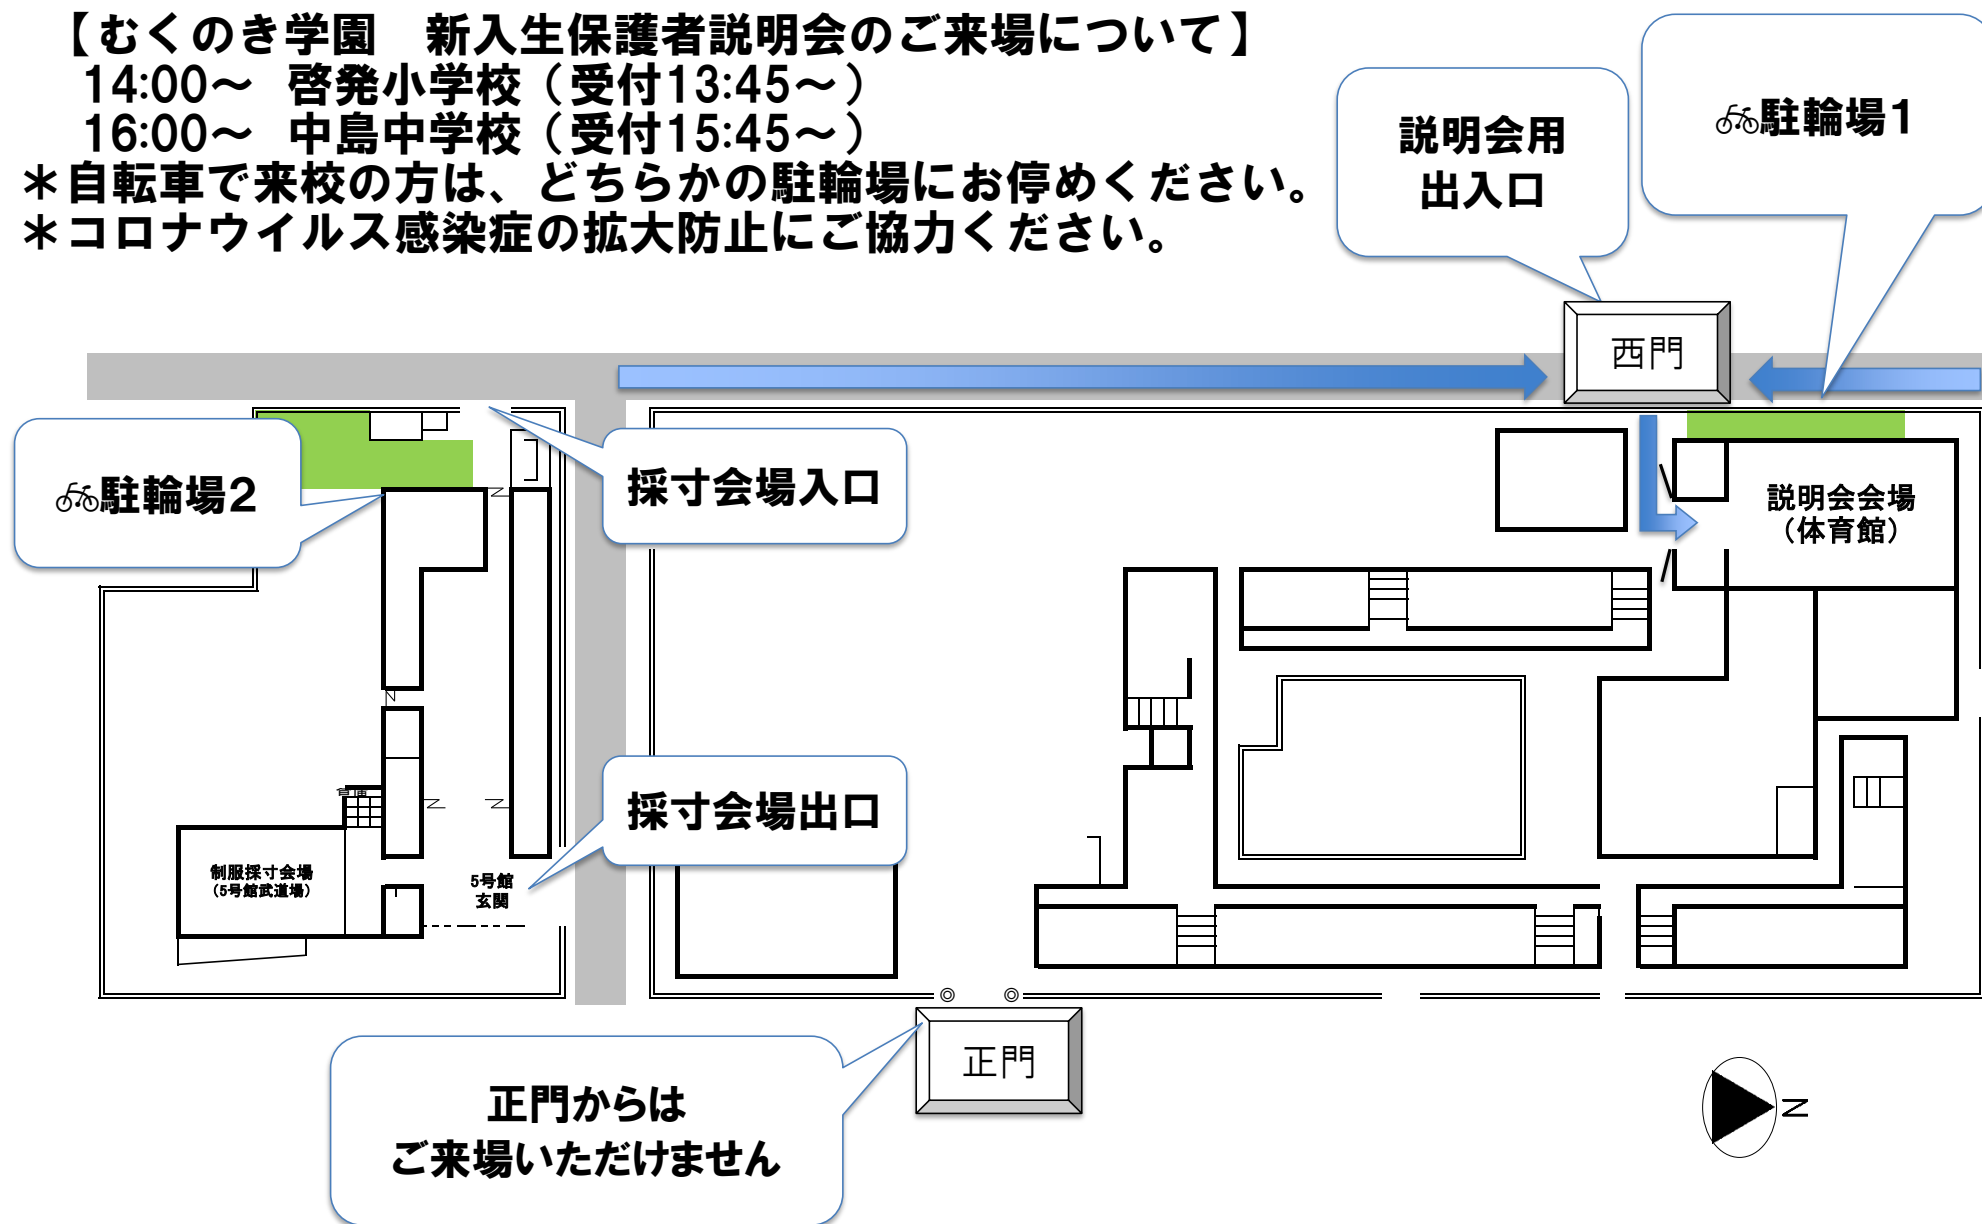 【むくのき学園　新入生保護者説明会のご来場について】
14:00～　啓発小学校（受付13:45～）
16:00～　中島中学校（受付15:45～）
＊自転車で来校の方は、どちらかの駐輪場にお停めください。
＊コロナウイルス感染症の拡大防止にご協力ください。
説明会用
出入口
🚲駐輪場1
西門
🚲駐輪場2
採寸会場入口
説明会会場
（体育館）
採寸会場出口
制服採寸会場
（5号館武道場）
5号館
玄関
正門
正門からは
ご来場いただけません
N